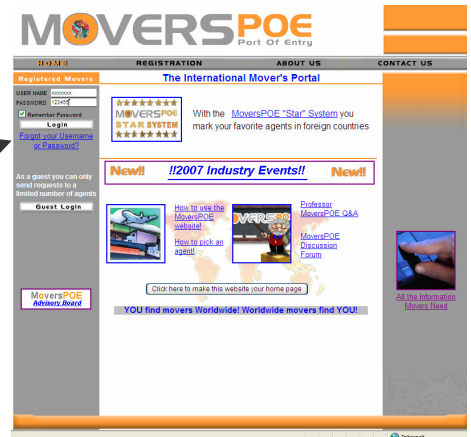 MOVERSPOE
Port Of Entry
HOME REGISTRATION ABOUT US CONTACT US
Registered Movers
USER NAME xxxxxxx
PASSWORD 123455
Remember Password
Login
Forgot your Username
or Password?
As a guest you can only
send requests to a
limited number of agents
Guest Login
MoversPOE
Advisory Board
The International Mover's Portal
MOVERSPOE
STAR SYSTEM
With the MoversPOE "Star" System you
mark your favorite agents in foreign countries
New!! !!2007 Industry Events!! New!!
How to use the
MoversPOE
website!
How to pick an
agent!
Professor
MoversPOE Q&A
MoversPOE
Discussion
Forum
Click here to make this website your home page
YOU find movers Worldwide! Worldwide movers find YOU!
All the Information
Movers Need
Internet